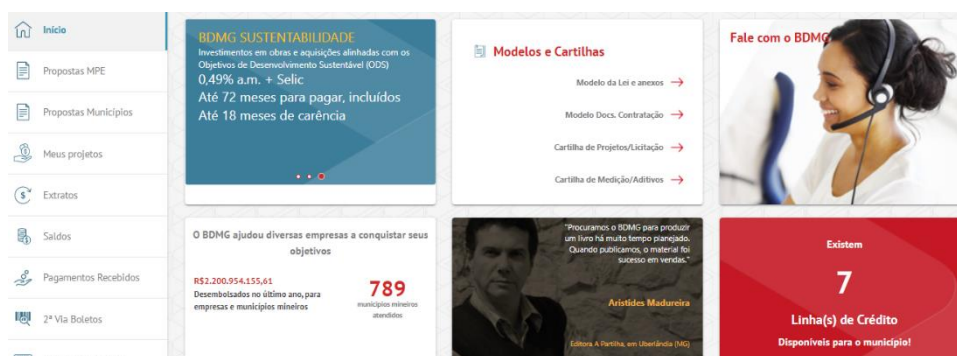 Início
Propostas MPE
Propostas Municípios
Meus projetos
Extratos
Saldos
Pagamentos Recebidos
2ª Via Boletos
BDMG SUSTENTABILIDADE
Investimentos em obras e aquisições alinhadas com os
Objetivos de Desenvolvimento Sustentável (ODS)
0,49% a.m. + Selic
Até 72 meses para pagar, incluídos
Até 18 meses de carência
Modelos e Cartilhas
Modelo da Lei e anexos
Modelo Docs. Contratação
Cartilha de Projetos/Licitação
Cartilha de Medição/Aditivos
Fale com o BDMG
O BDMG ajudou diversas empresas a conquistar seus
objetivos
R$2.200.954.155,61
Desembolsados no último ano, para
empresas e municípios mineiros
789
municípios mineiros
atendidos
"Procuramos o BDMG para produzir
um livro há muito tempo planejado.
Quando publicamos, o material foi
sucesso em vendas."
Aristides Madureira
Editora A Partilha, em Uberlândia (MG)
Existem
7
Linha(s) de Crédito
Disponíveis para o município!